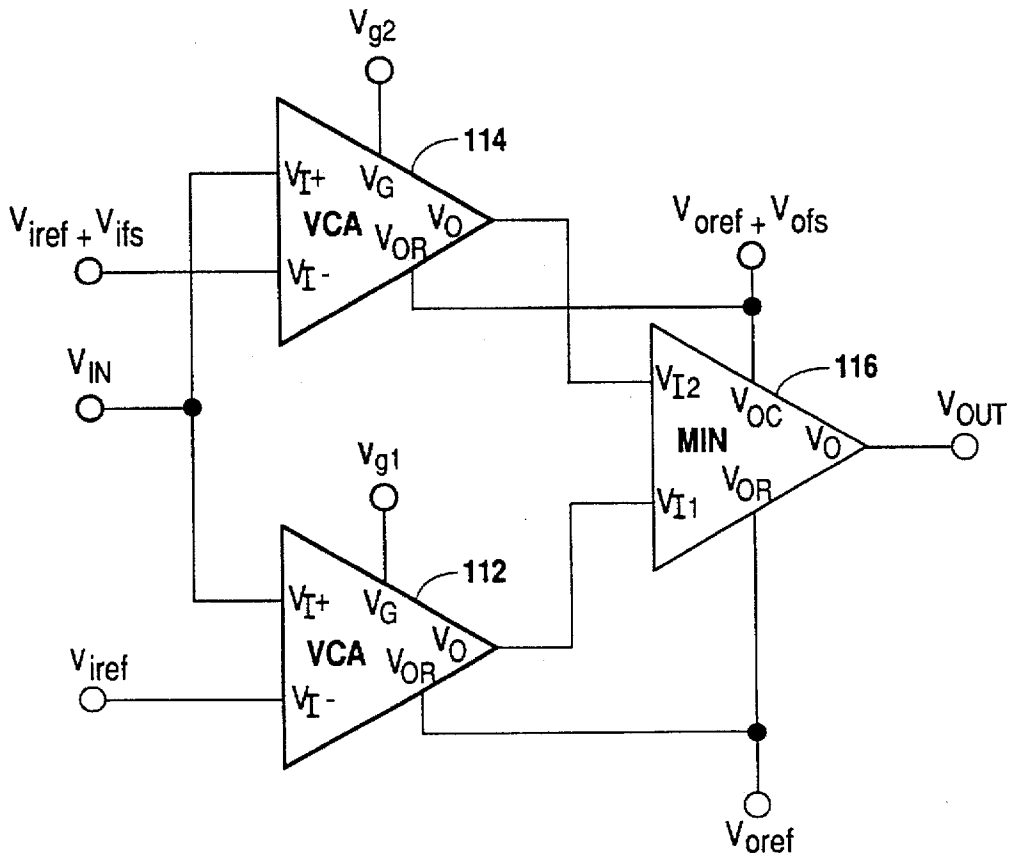 Vg2
114
VI+
VG
VCA
VO
VOR
VI-
Viref + Vifs
Voref + Vofs
VIN
VI2
116
VOC
MIN
VO
VOUT
VOR
VI1
Vg1
112
VI+
VG
VCA
VO
VOR
VI-
Viref
Voref